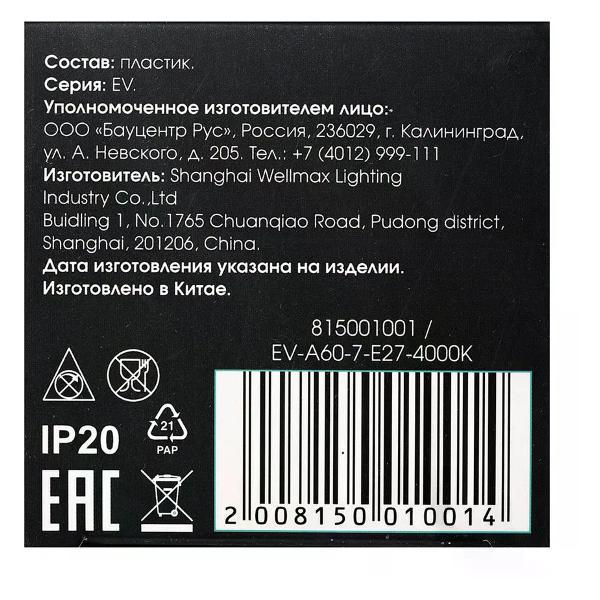 Состав: пластик.
Серия: EV.
Уполномоченное изготовителем лицо:-
ООО «Бауцентр Рус», Россия, 236029, г. Калининград,
ул. А. Невского, д. 205. Тел.: +7 (4012) 999-111
Изготовитель: Shanghai Wellmax Lighting
Industry Co.,Ltd
Buidling 1, No.1765 Chuanqiao Road, Pudong district,
Shanghai, 201206, China.
Дата изготовления указана на изделии.
Изготовлено в Китае.
815001001 /
EV-A60-7-E27-4000K
IP20
21
PAP
EAC
2 008150 010014